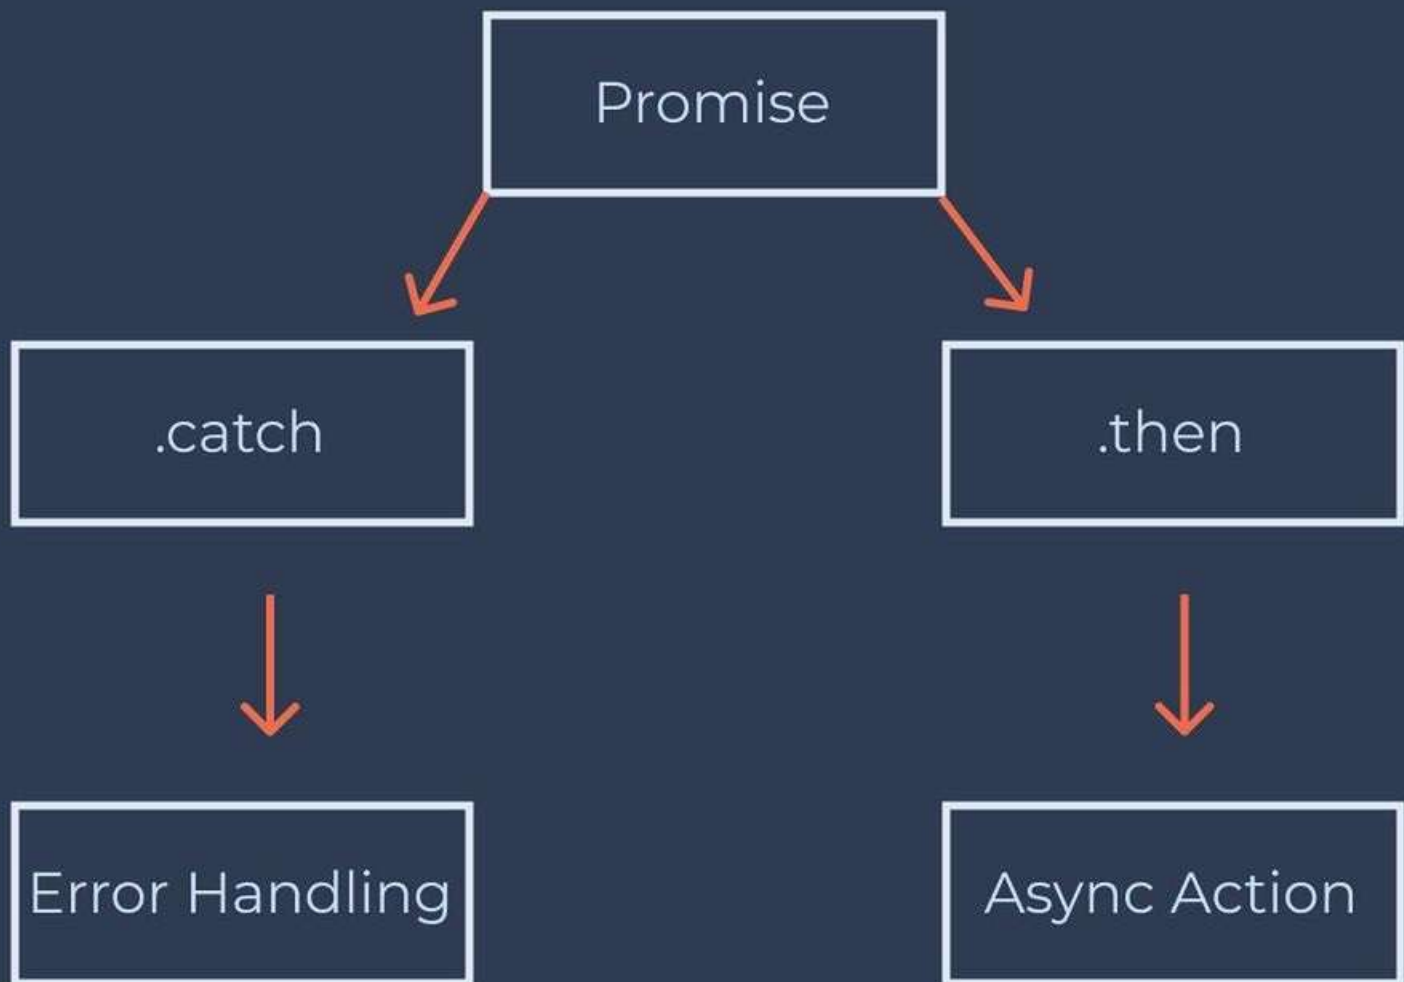 Promise
.catch
.then
Error Handling
Async Action